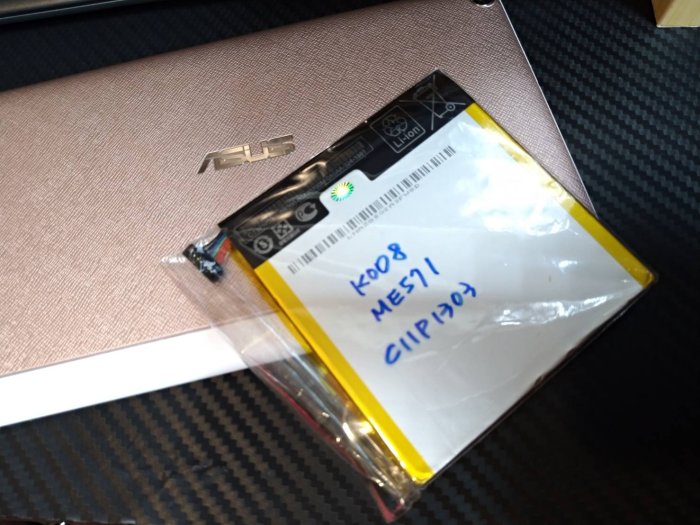 ASUS
Li-ion
K008
ME571
C11P1303